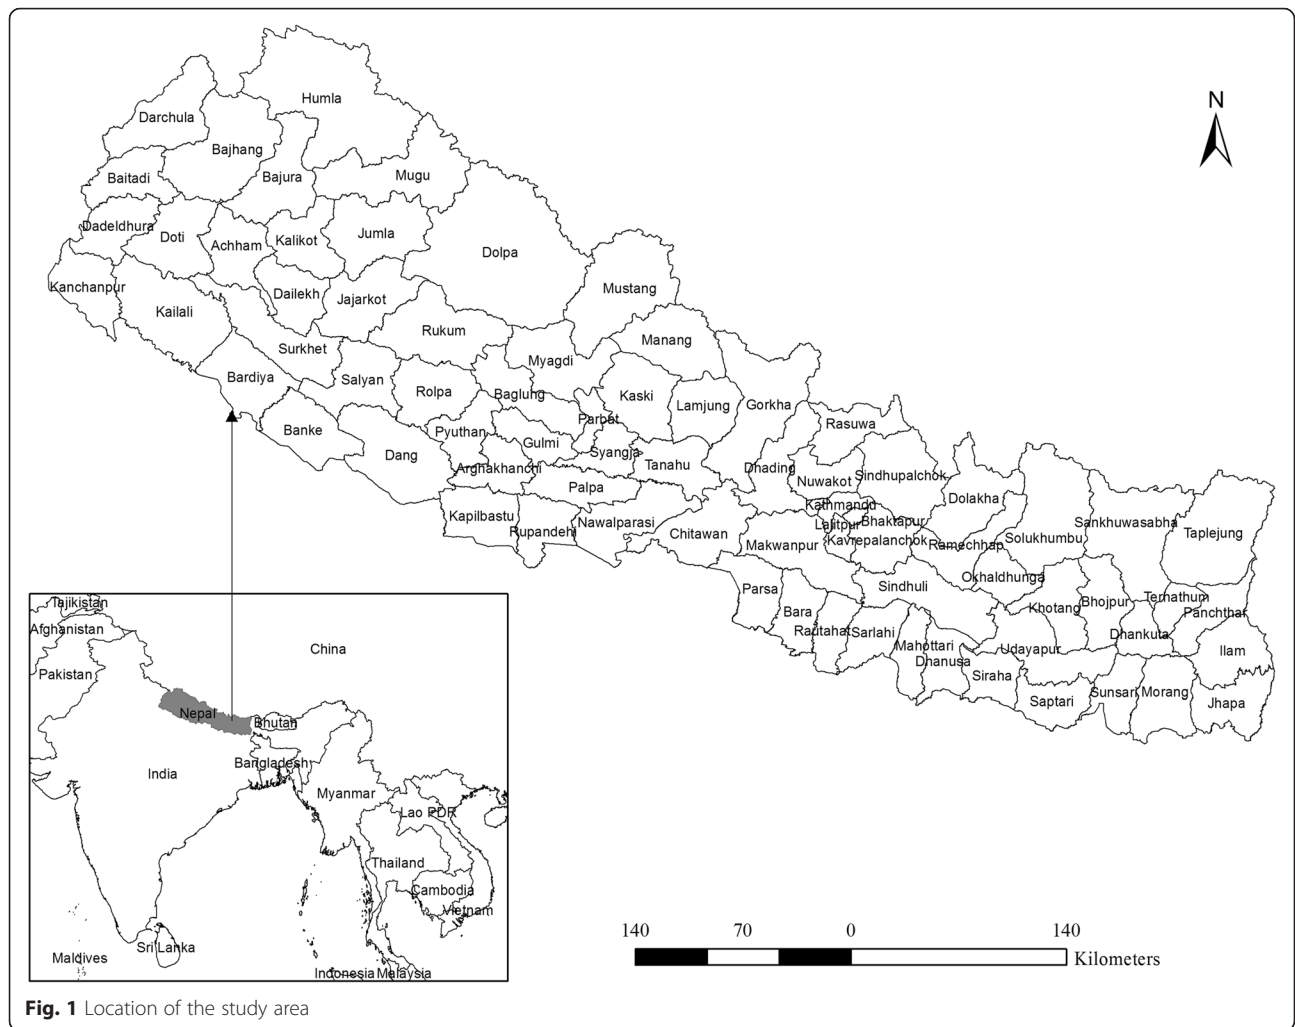 N
Humla
Darchula
Bajhang
Mugu
Baitadi
Bajura
Dadeldhura
Doti
Jumla
Kalikot
Achham
Dolpa
Kanchanpur
Mustang
Dailekh
Jajarkot
Kailali
Rukum
Manang
Surkhet
Myagdi
Bardiya
Salyan
Rolpa
Baglung
Kaski
Lamjung
Gorkha
Parbat
Rasuwa
Banke
Pyuthan
Gulmi
Syangja
Dang
Tanahu
Arghakhanchi
Dhading
Sindhupalchok
Nuwakot
Palpa
Dolakha
Kathmandu
Kapilbastu
Nawalparasi
Bhaktapur
Lalitpur
Sankhuwasabha
Rupandehi
Chitawan
Taplejung
Solukhumbu
Kavrepalanchok
Makwanpur
Ramechhap
Okhaldhunga
Sindhuli
Parsa
Ternathum
Bhojpur
Khotang
Bara
Panchthar
Rautahat
Sarlahi
Dhankuta
Mahottari
Udayapur
Ilam
Dhanusa
Siraha
Sunsari
Morang
Saptari
Jhapa
Tajikistan
Afghanistan
China
Pakistan
Nepal
Bhutan
Bangladesh
India
Myanmar
Lao PDR
Thailand
Cambodia
Vietnam
Sri Lanka
Maldives
Indonesia
Malaysia
140 70 0 140
Kilometers
Fig. 1 Location of the study area